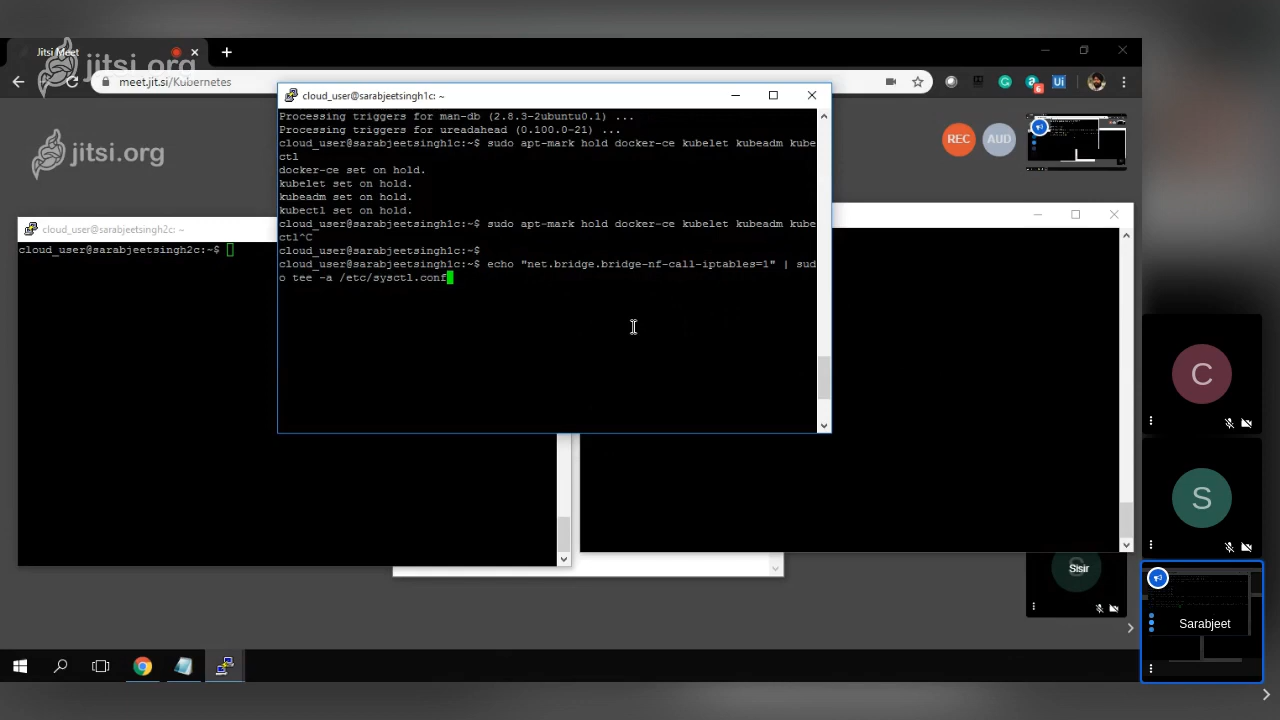 Jitsi Meet
jitsi.org
meet.jit.si/Kubernetes
6
Ui
jitsi.org
REC
AUD
cloud_user@sarabjeetsingh1c: ~
Processing triggers for man-db (2.8.3-2ubuntu0.1) ...
Processing triggers for ureadahead (0.100.0-21) ...
cloud_user@sarabjeetsingh1c:~$ sudo apt-mark hold docker-ce kubelet kubeadm kube
ctl
docker-ce set on hold.
kubelet set on hold.
kubeadm set on hold.
kubectl set on hold.
cloud_user@sarabjeetsingh1c:~$ sudo apt-mark hold docker-ce kubelet kubeadm kube
ctl^C
cloud_user@sarabjeetsingh1c:~$
cloud_user@sarabjeetsingh1c:~$ echo "net.bridge.bridge-nf-call-iptables=1" | sud
o tee -a /etc/sysctl.conf
cloud_user@sarabjeetsingh2c: ~
cloud_user@sarabjeetsingh2c:~$
C
S
Sisir
Sarabjeet